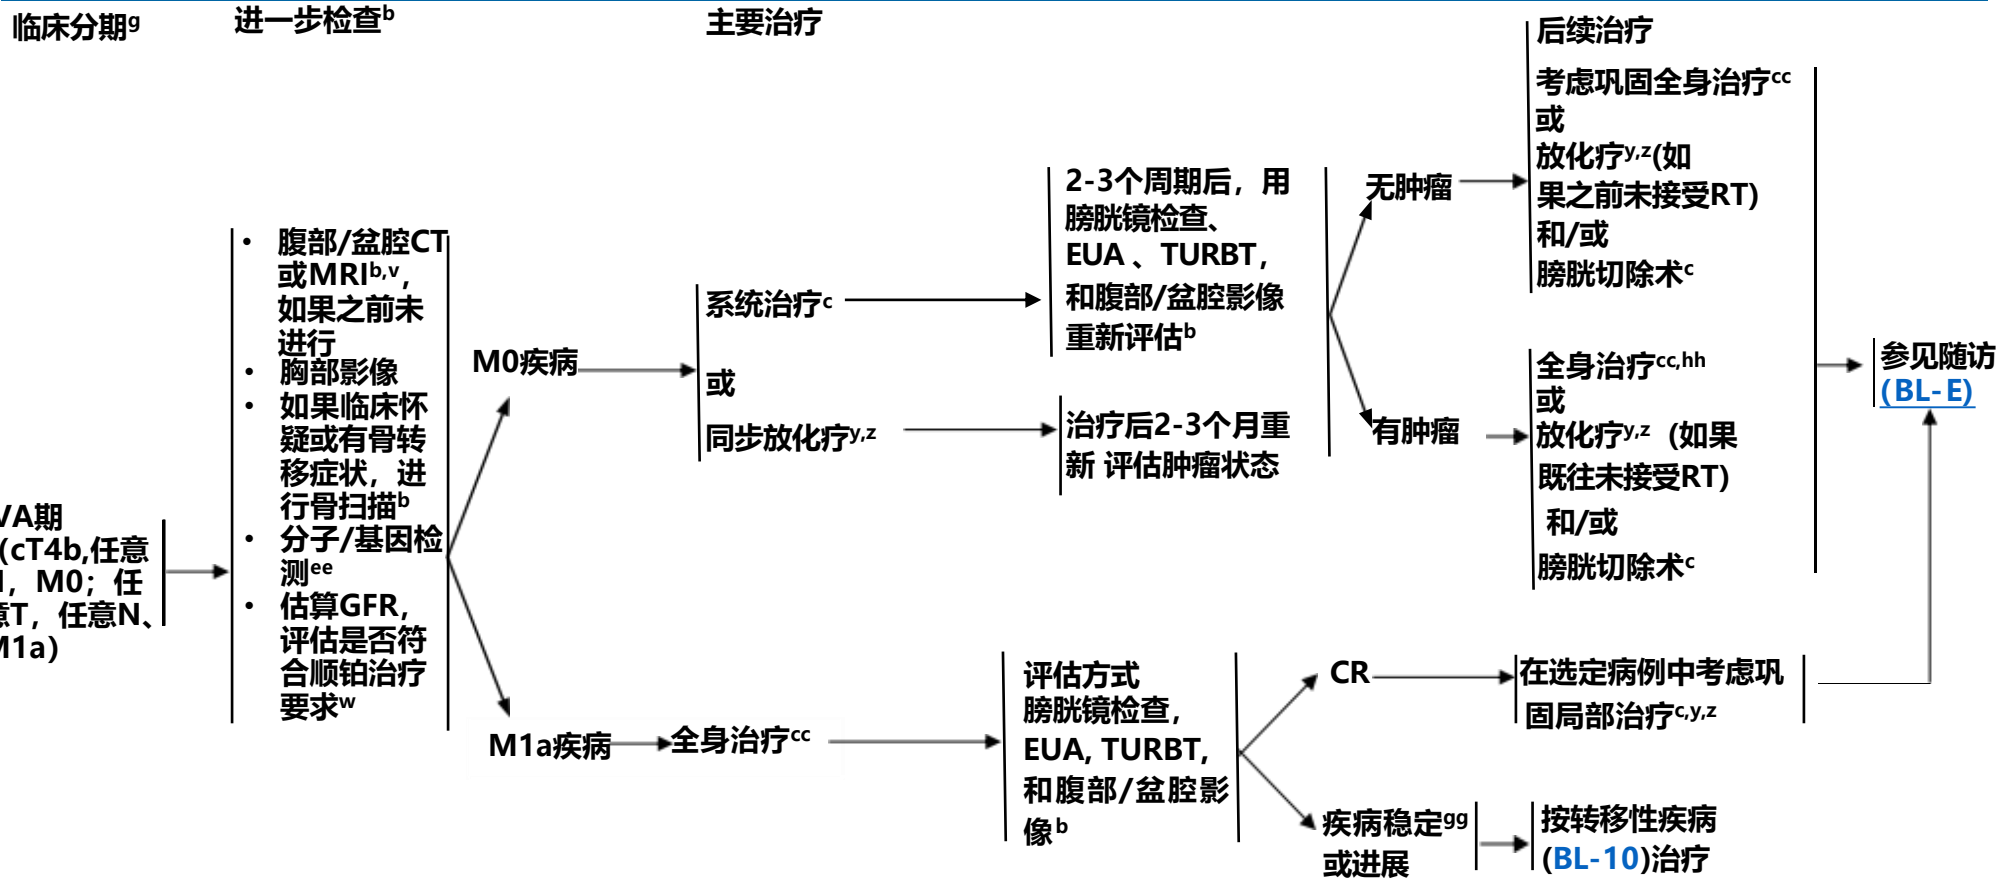 临床分期g
进一步检查b
主要治疗
后续治疗
VA期
(cT4b,任意
, M0；任
意T，任意N、
M1a)
• 腹部/盆腔CT
或MRIb,v,
如果之前未
进行
• 胸部影像
• 如果临床怀
疑或有骨转
移症状，进
行骨扫描b
• 分子/基因检
测ee
• 估算GFR,
评估是否符
合顺铂治疗
要求w
M0疾病
系统治疗c
或
同步放化疗y,z
2-3个周期后，用
膀胱镜检查、
EUA 、TURBT,
和腹部/盆腔影像
重新评估b
治疗后2-3个月重
新 评估肿瘤状态
无肿瘤
考虑巩固全身治疗cc
或
放化疗y,z(如
果之前未接受RT)
和/或
膀胱切除术c
有肿瘤
全身治疗cc,hh
或
放化疗y,z（如果
既往未接受RT)
和/或
膀胱切除术c
参见随访
(BL-E)
M1a疾病
全身治疗cc
评估方式
膀胱镜检查,
EUA, TURBT,
和腹部/盆腔影
像b
CR
在选定病例中考虑巩
固局部治疗c,y,z
疾病稳定gg
或进展
按转移性疾病
(BL-10)治疗